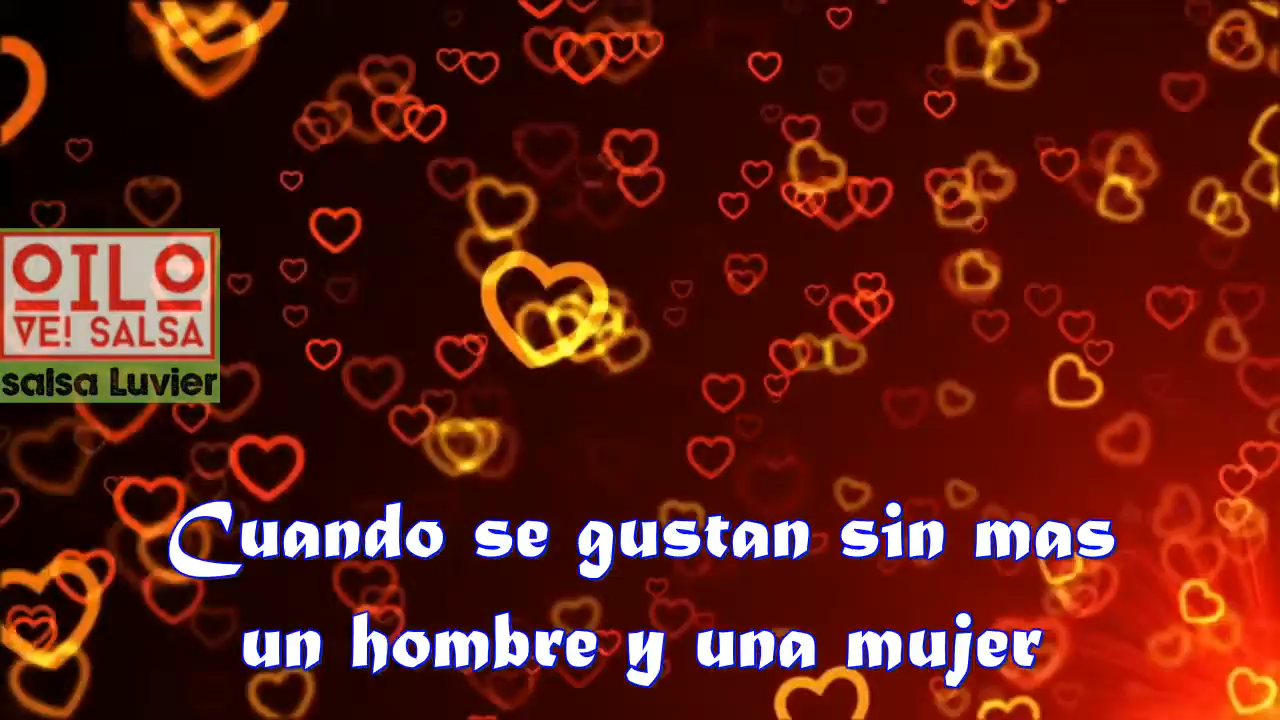 OILO
VE! SALSA
salsa Luvier
Cuando se gustan sin mas
un hombre y una mujer